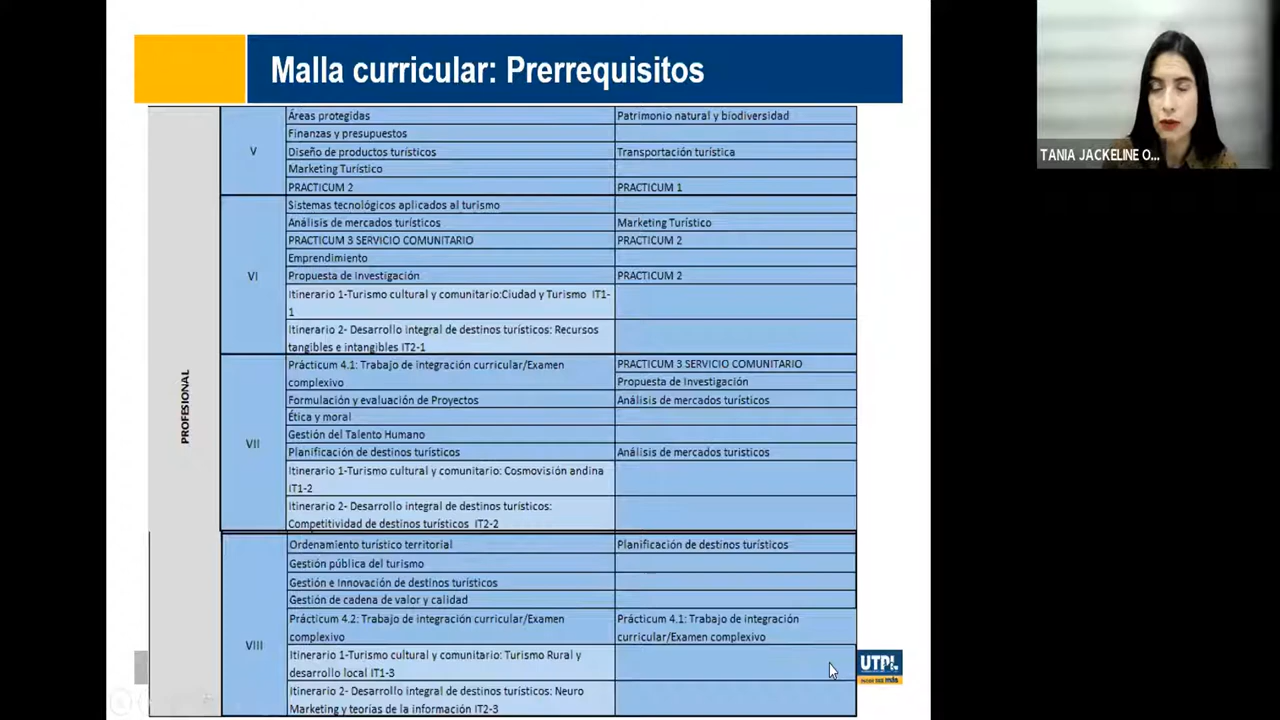 Malla curricular: Prerrequisitos
TANIA JACKELINE O...
PROFESIONAL
V
Áreas protegidas
Patrimonio natural y biodiversidad
Finanzas y presupuestos
Diseño de productos turísticos
Transportación turística
Marketing Turístico
PRACTICUM 2
PRACTICUM 1
VI
Sistemas tecnológicos aplicados al turismo
Análisis de mercados turísticos
Marketing Turístico
PRACTICUM 3 SERVICIO COMUNITARIO
PRACTICUM 2
Emprendimiento
Propuesta de Investigación
PRACTICUM 2
Itinerario 1-Turismo cultural y comunitario:Ciudad y Turismo IT1-
1
Itinerario 2- Desarrollo integral de destinos turísticos: Recursos
tangibles e intangibles IT2-1
VII
Prácticum 4.1: Trabajo de integración curricular/Examen
complexivo
PRACTICUM 3 SERVICIO COMUNITARIO
Propuesta de Investigación
Formulación y evaluación de Proyectos
Análisis de mercados turísticos
Ética y moral
Gestión del Talento Humano
Planificación de destinos turísticos
Análisis de mercados turisticos
Itinerario 1-Turismo cultural y comunitario: Cosmovisión andina
IT1-2
Itinerario 2- Desarrollo integral de destinos turísticos:
Competitividad de destinos turísticos IT2-2
VIII
Ordenamiento turístico territorial
Planificación de destinos turísticos
Gestión pública del turismo
Gestión e Innovación de destinos turísticos
Gestión de cadena de valor y calidad
Prácticum 4.2: Trabajo de integración curricular/Examen
complexivo
Prácticum 4.1: Trabajo de integración
curricular/Examen complexivo
Itinerario 1-Turismo cultural y comunitario: Turismo Rural y
desarrollo local IT1-3
Itinerario 2- Desarrollo integral de destinos turísticos: Neuro
Marketing y teorías de la información IT2-3
UTPL